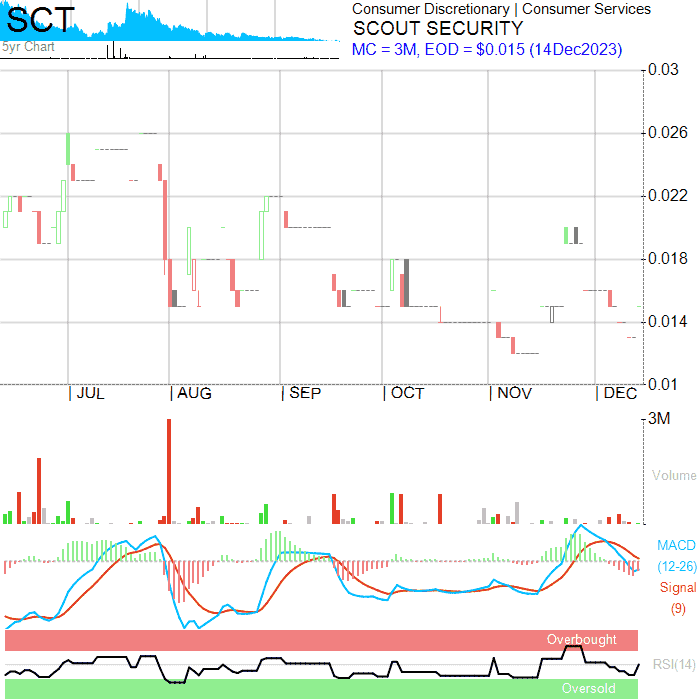 SCT
5yr Chart
Consumer Discretionary | Consumer Services
SCOUT SECURITY
MC = 3M, EOD = $0.015 (14Dec2023)
0.03
0.026
0.022
0.018
0.014
0.01
JUL
AUG
SEP
OCT
NOV
DEC
3M
Volume
MACD
(12-26)
Signal
(9)
Overbought
RSI(14)
Oversold